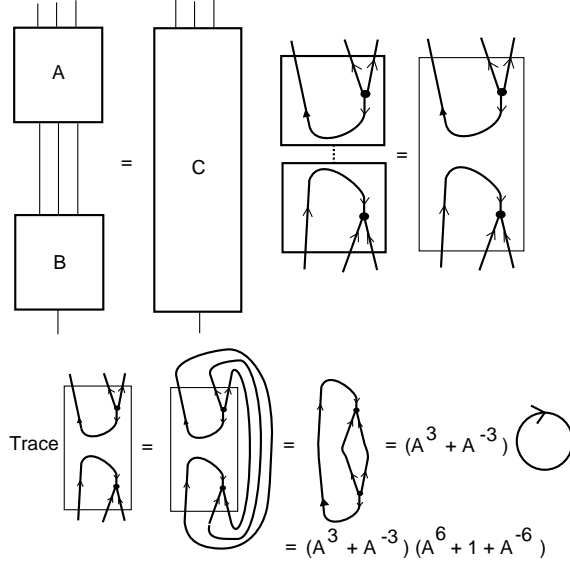 A
=
C
B
=
Trace
=
=
= (A^3 + A^-3)
= (A^3 + A^-3) (A^6 + 1 + A^-6)